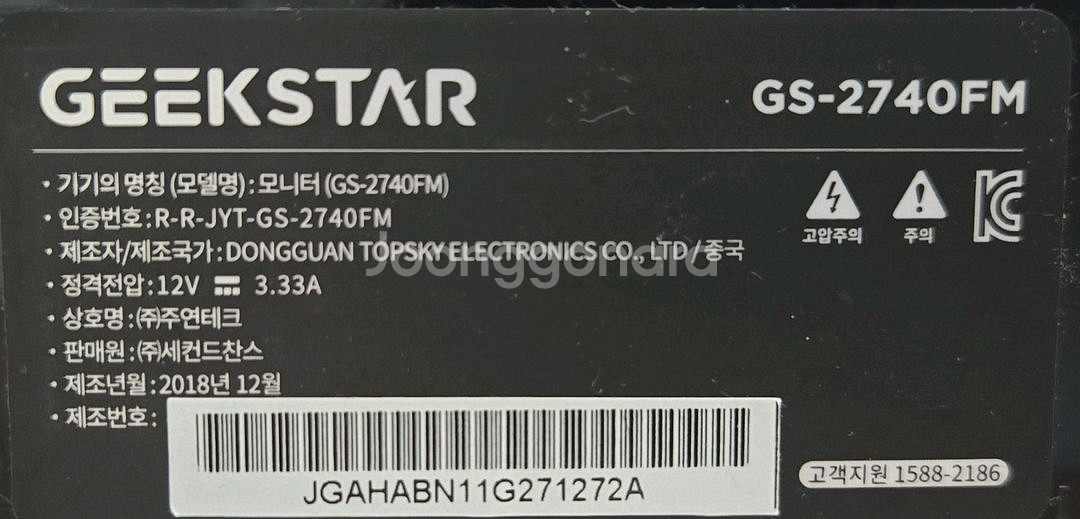 GEEKSTAR
GS-2740FM
• 기기의 명칭 (모델명) : 모니터 (GS-2740FM)
• 인증번호 : R-R-JYT-GS-2740FM
• 제조자/제조국가 : DONGGUAN TOPSKY ELECTRONICS CO., LTD / 중국
• 정격전압 : 12V 3.33A
• 상호명 : ㈜주연테크
• 판매원 : ㈜세컨드찬스
• 제조년월 : 2018년 12월
• 제조번호 :
JGAHABN11G271272A
고압주의
주의
고객지원 1588-2186
Joonggonara